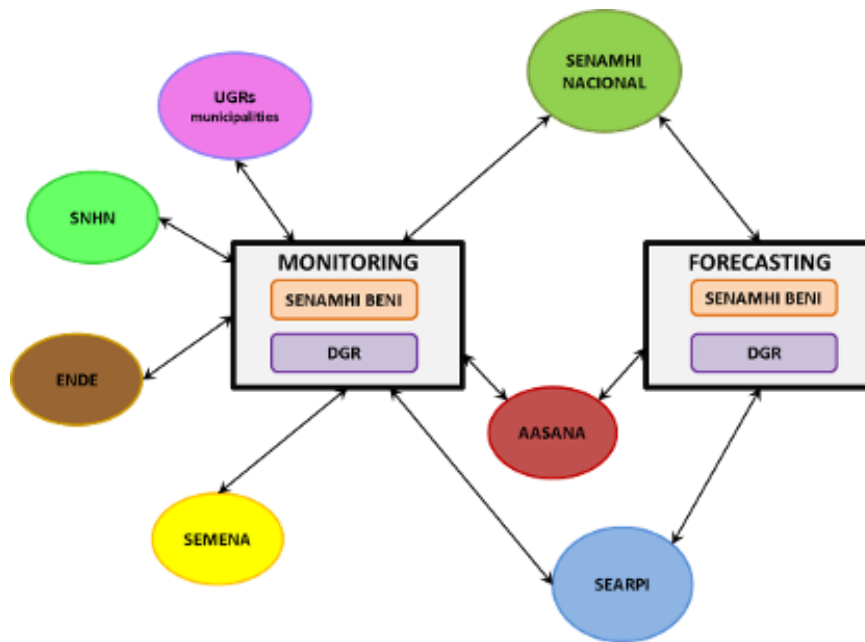 SENAMHI
NACIONAL
UGRs
municipalities
SNHN
MONITORING
SENAMHI BENI
DGR
FORECASTING
SENAMHI BENI
DGR
ENDE
AASANA
SEMENA
SEARPI